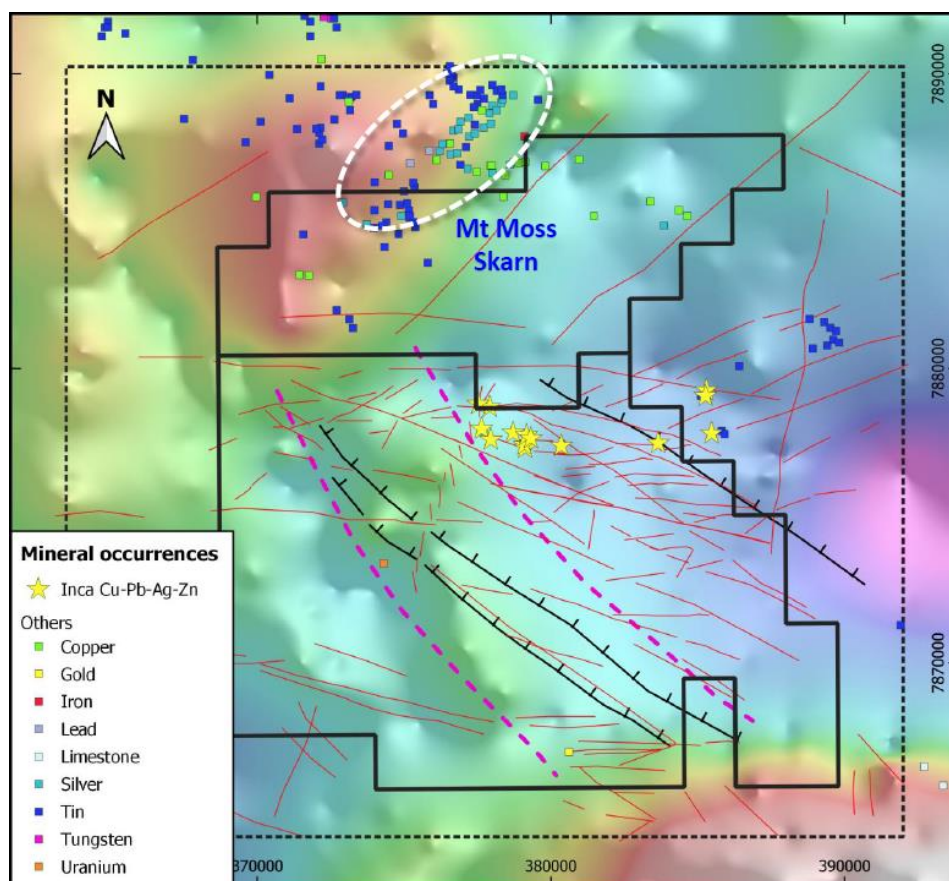 N
7890000
Mt Moss
Skarn
7880000
Mineral occurrences
Inca Cu-Pb-Ag-Zn
Others
Copper
Gold
Iron
Lead
Limestone
Silver
Tin
Tungsten
Uranium
7870000
370000
380000
390000